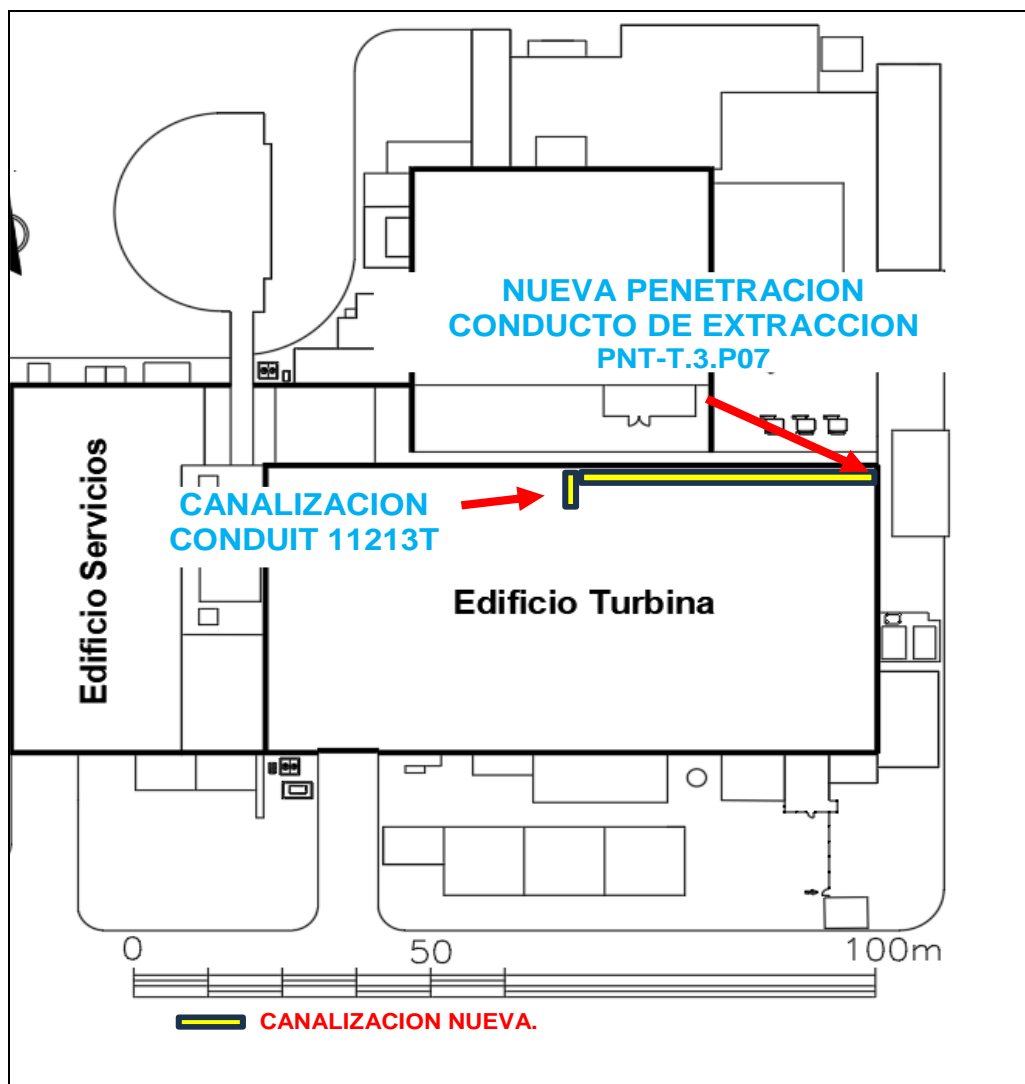 NUEVA PENETRACION
CONDUCTO DE EXTRACCION
PNT-T.3.P07
CANALIZACION
CONDUIT 11213T
Edificio Servicios
Edificio Turbina
0 50 100m
CANALIZACION NUEVA.